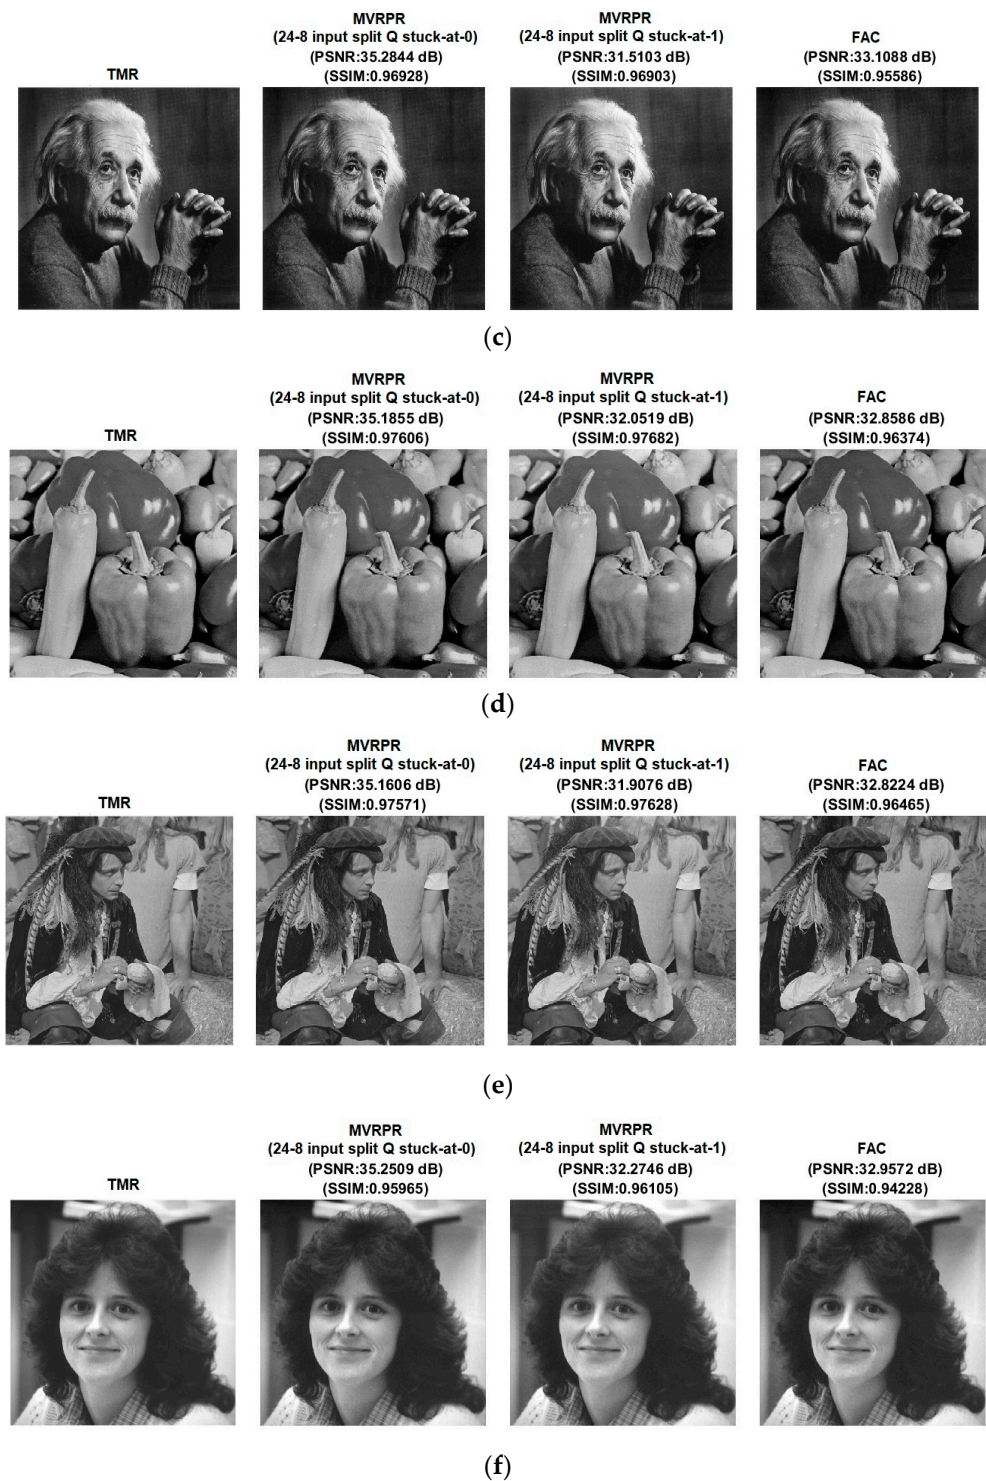 MVRPR
(24-8 input split Q stuck-at-0)
(PSNR:35.2844 dB)
(SSIM:0.96928)
MVRPR
(24-8 input split Q stuck-at-1)
(PSNR:31.5103 dB)
(SSIM:0.96903)
FAC
(PSNR:33.1088 dB)
(SSIM:0.95586)
TMR
(c)
MVRPR
(24-8 input split Q stuck-at-0)
(PSNR:35.1855 dB)
(SSIM:0.97606)
MVRPR
(24-8 input split Q stuck-at-1)
(PSNR:32.0519 dB)
(SSIM:0.97682)
FAC
(PSNR:32.8586 dB)
(SSIM:0.96374)
TMR
(d)
MVRPR
(24-8 input split Q stuck-at-0)
(PSNR:35.1606 dB)
(SSIM:0.97571)
MVRPR
(24-8 input split Q stuck-at-1)
(PSNR:31.9076 dB)
(SSIM:0.97628)
FAC
(PSNR:32.8224 dB)
(SSIM:0.96465)
TMR
(e)
MVRPR
(24-8 input split Q stuck-at-0)
(PSNR:35.2509 dB)
(SSIM:0.95965)
MVRPR
(24-8 input split Q stuck-at-1)
(PSNR:32.2746 dB)
(SSIM:0.96105)
FAC
(PSNR:32.9572 dB)
(SSIM:0.94228)
TMR
(f)